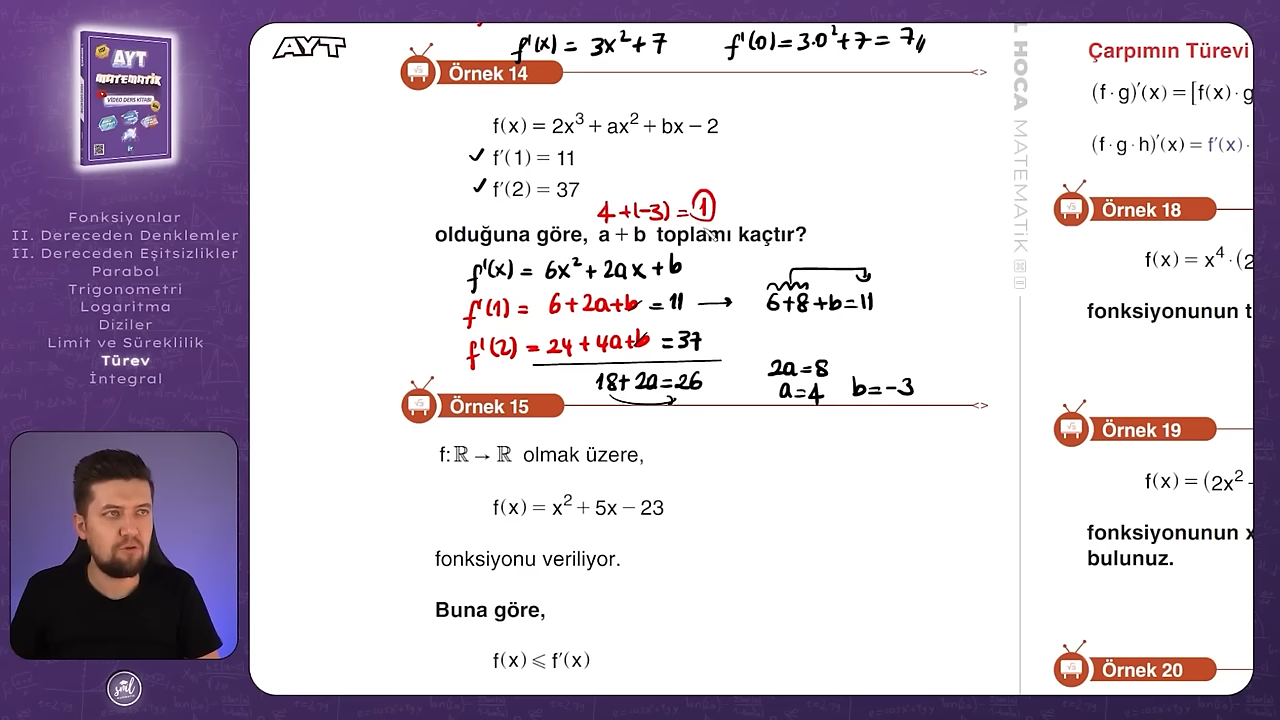 AYT
MATEMATİK
VİDEO DERS KİTABI
Fonksiyonlar
II. Dereceden Denklemler
II. Dereceden Eşitsizlikler
Parabol
Trigonometri
Logaritma
Diziler
Limit ve Süreklilik
Türev
İntegral
AYT
f'(x) = 3x²+7 f'(0)=3.0²+7=7
Örnek 14
f(x) = 2x³ + ax² + bx − 2
✓ f′(1) = 11
✓ f′(2) = 37
4+(-3)=1
olduğuna göre, a + b toplamı kaçtır?
f'(x) = 6x²+2ax+b
f'(1) = 6+2a+b = 11 → 6+8+b=11
f'(2) = 24+4a+b = 37
18+2a=26
2a=8
a=4 b=-3
Örnek 15
f: ℝ → ℝ olmak üzere,
f(x) = x² + 5x − 23
fonksiyonu veriliyor.
Buna göre,
f(x) ⩽ f′(x)
L HOCA MATEMATİK
Çarpımın Türevi
(f · g)′(x) = [f(x) · g
(f · g · h)′(x) = f′(x) ·
Örnek 18
f(x) = x⁴ · (2
fonksiyonunun t
Örnek 19
f(x) = (2x² −
fonksiyonunun x
bulunuz.
Örnek 20